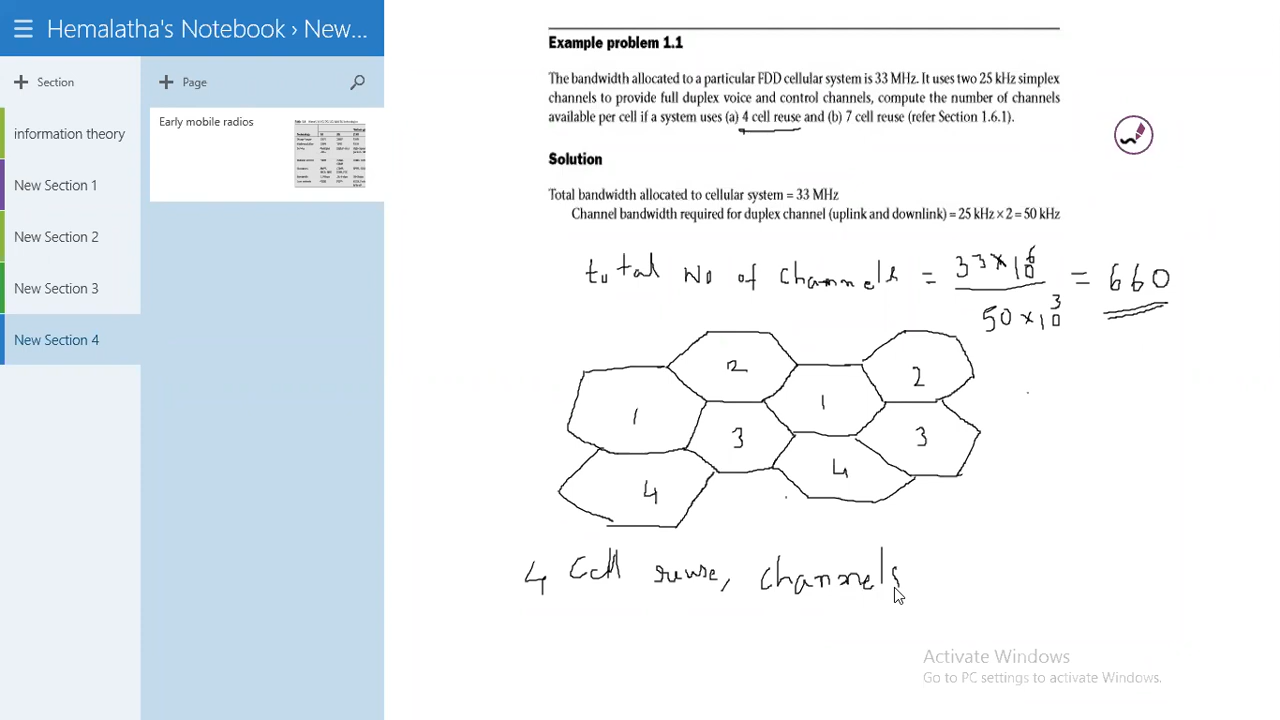 Hemalatha's Notebook › New...
Section
Page
information theory
New Section 1
New Section 2
New Section 3
New Section 4
Early mobile radios
Example problem 1.1
The bandwidth allocated to a particular FDD cellular system is 33 MHz. It uses two 25 kHz simplex
channels to provide full duplex voice and control channels, compute the number of channels
available per cell if a system uses (a) 4 cell reuse and (b) 7 cell reuse (refer Section 1.6.1).
Solution
Total bandwidth allocated to cellular system = 33 MHz
Channel bandwidth required for duplex channel (uplink and downlink) = 25 kHz × 2 = 50 kHz
total No of channels = 33 × 10^6 / 50 × 10^3 = 660
2 2
1 1
3 3
4 4
4 Cell reuse, channels
Activate Windows
Go to PC settings to activate Windows.